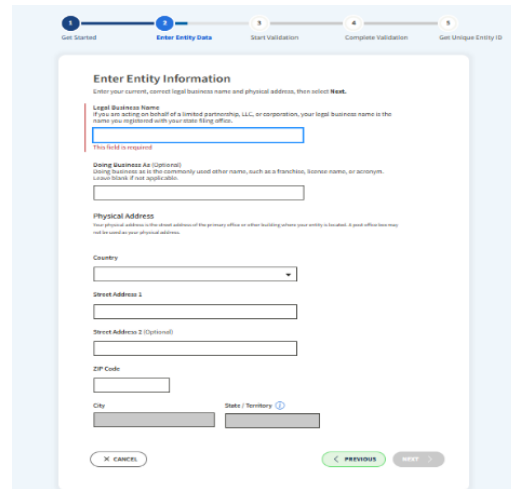 1 2 3 4 5
Get Started Enter Entity Data Start Validation Complete Validation Get Unique Entity ID
Enter Entity Information
Enter your current, correct legal business name and physical address, then select Next.
Legal Business Name
If you are acting on behalf of a limited partnership, LLC, or corporation, your legal business name is the
name you registered with your state filing office.
This field is required
Doing Business As (Optional)
Doing business as is the commonly used other name, such as a franchise, license name, or acronym.
Leave blank if not applicable.
Physical Address
Your physical address is the street address of the primary office or other building where your entity is located. A post office box may
not be used as your physical address.
Country
Street Address 1
Street Address 2 (Optional)
ZIP Code
City State / Territory
CANCEL PREVIOUS NEXT